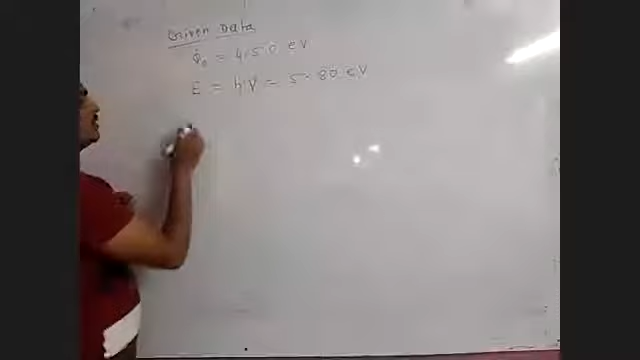 Given Data
Φ₀ = 4.50 eV
E = hν = 5.80 eV